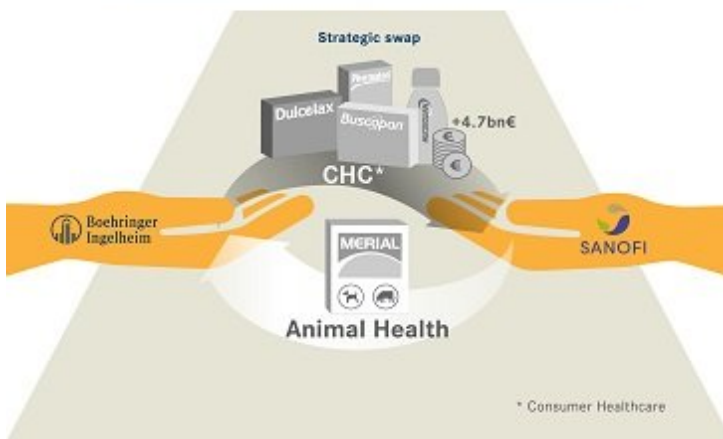 Strategic swap
Dulcolax
Buscopan
+4.7bn€
€
€
CHC*
Boehringer
Ingelheim
MERIAL
SANOFI
Animal Health
* Consumer Healthcare